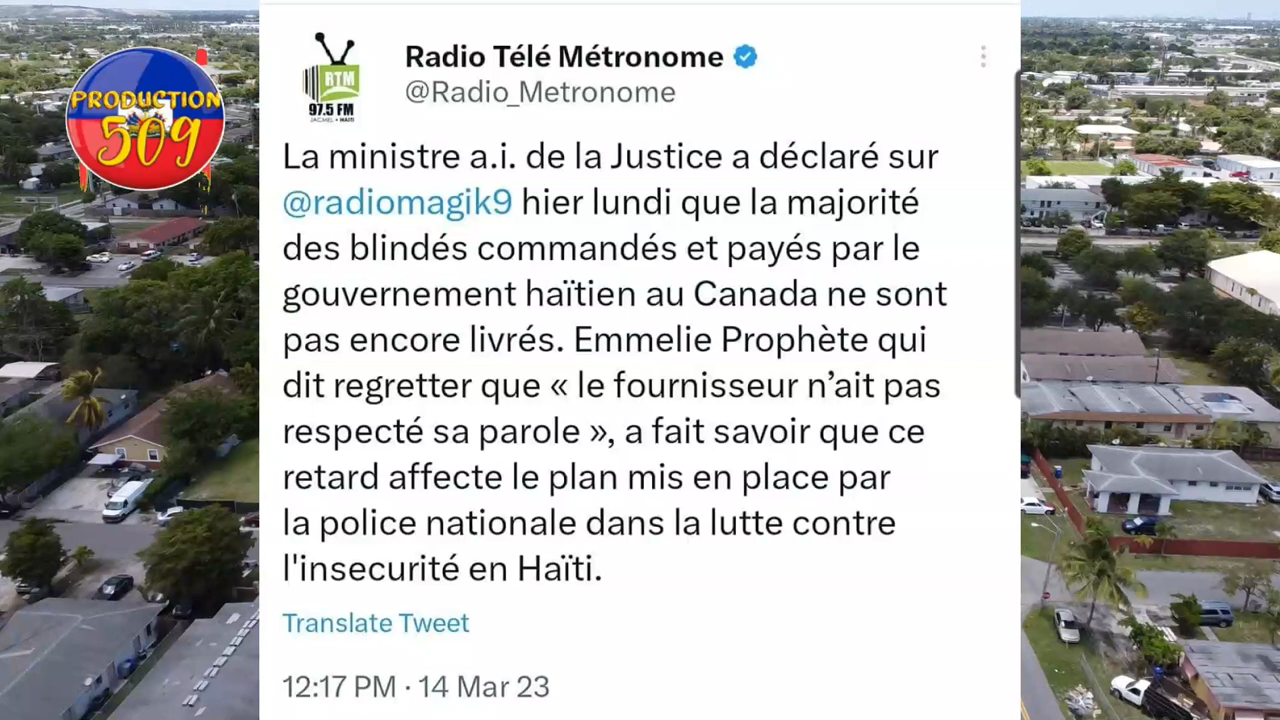 PRODUCTION
509
RTM
97.5 FM
JACMEL • HAITI
Radio Télé Métronome
@Radio_Metronome
La ministre a.i. de la Justice a déclaré sur
@radiomagik9 hier lundi que la majorité
des blindés commandés et payés par le
gouvernement haïtien au Canada ne sont
pas encore livrés. Emmelie Prophète qui
dit regretter que « le fournisseur n’ait pas
respecté sa parole », a fait savoir que ce
retard affecte le plan mis en place par
la police nationale dans la lutte contre
l'insecurité en Haïti.
Translate Tweet
12:17 PM · 14 Mar 23